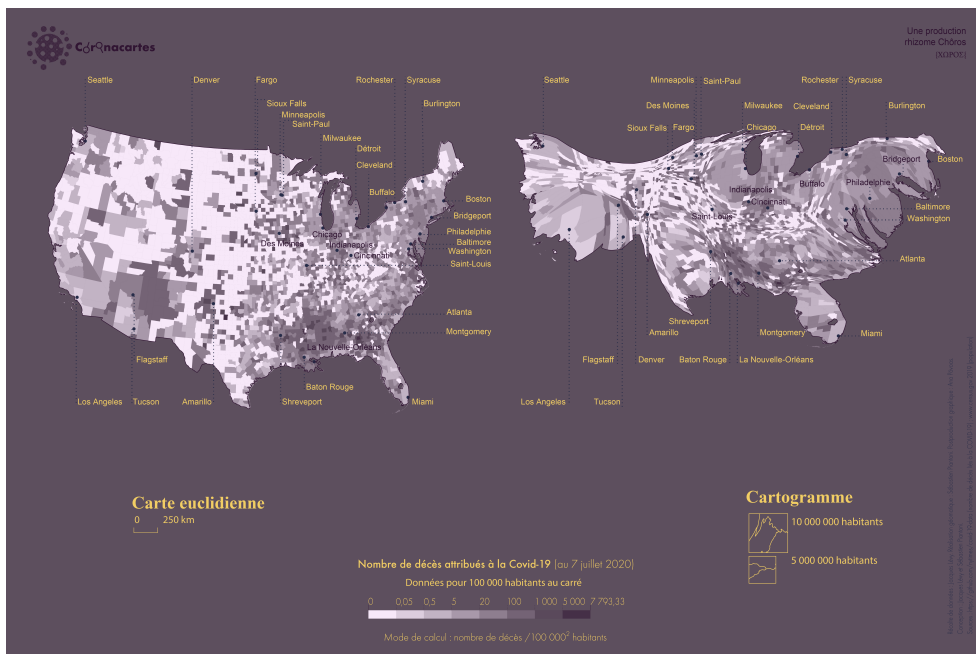 Cor nacartes
Une production
rhizome Chôros
Seattle
Denver
Fargo
Rochester
Syracuse
Sioux Falls
Minneapolis
Saint-Paul
Burlington
Milwaukee
Détroit
Cleveland
Buffalo
Boston
Bridgeport
Philadelphie
Baltimore
Washington
Saint-Louis
Chicago
Des Moines
Indianapolis
Cincinnati
Atlanta
Montgomery
La Nouvelle-Orléans
Flagstaff
Baton Rouge
Los Angeles
Tucson
Amarillo
Shreveport
Miami
Seattle
Minneapolis
Saint-Paul
Rochester
Syracuse
Des Moines
Milwaukee
Cleveland
Burlington
Sioux Falls
Fargo
Chicago
Détroit
Boston
Bridgeport
Indianapolis
Buffalo
Philadelphie
Cincinnati
Baltimore
Saint-Louis
Washington
Atlanta
Shreveport
Amarillo
Montgomery
Miami
Flagstaff
Denver
Baton Rouge
La Nouvelle-Orléans
Los Angeles
Tucson
Carte euclidienne
0 250 km
Cartogramme
10 000 000 habitants
5 000 000 habitants
Nombre de décès attribués à la Covid-19 (au 7 juillet 2020)
Données pour 100 000 habitants au carré
0 0,05 0,5 5 20 100 1 000 5 000 7 793,33
Mode de calcul : nombre de décès /100 000² habitants